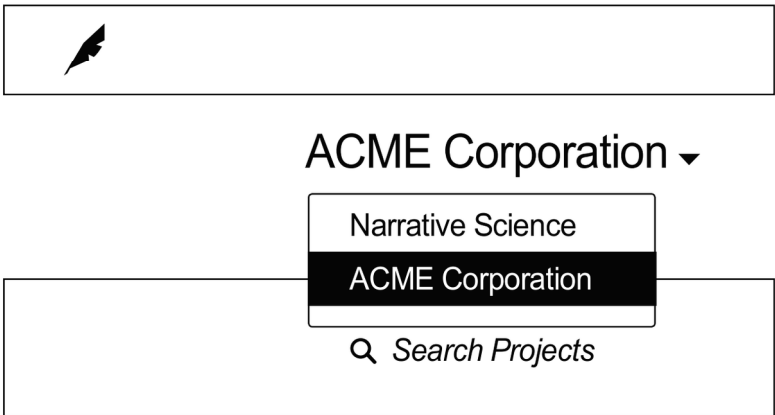 ACME Corporation
Narrative Science
ACME Corporation
Search Projects